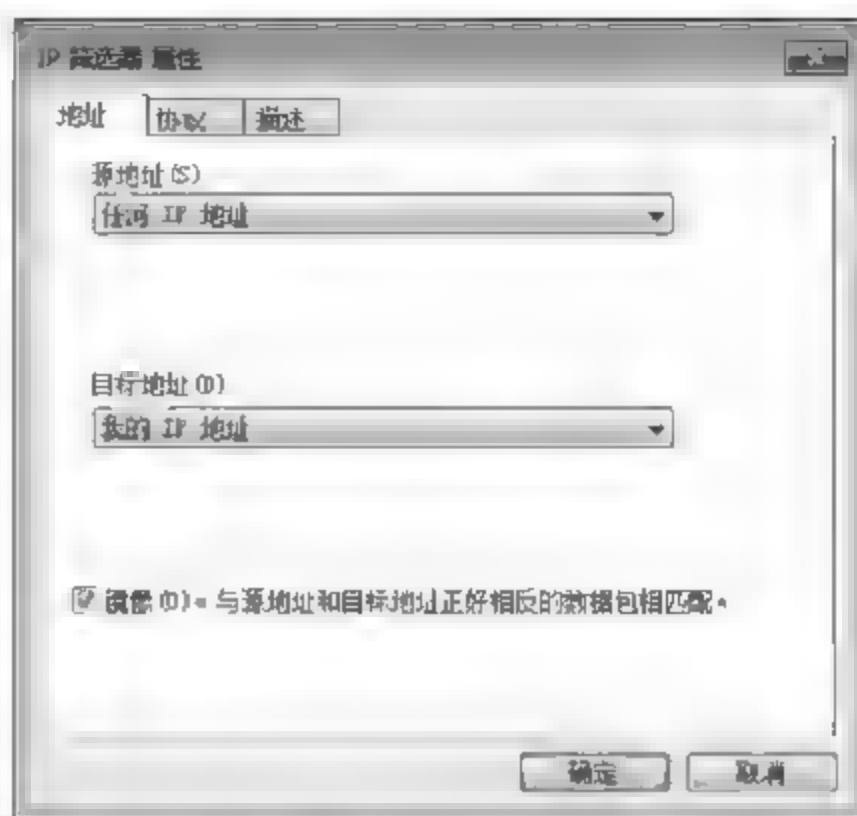 IP 筛选器 属性
地址 协议 描述
源地址(S)
任何 IP 地址
目标地址(D)
我的 IP 地址
镜像(O)。与源地址和目标地址正好相反的数据包相匹配。
确定 取消